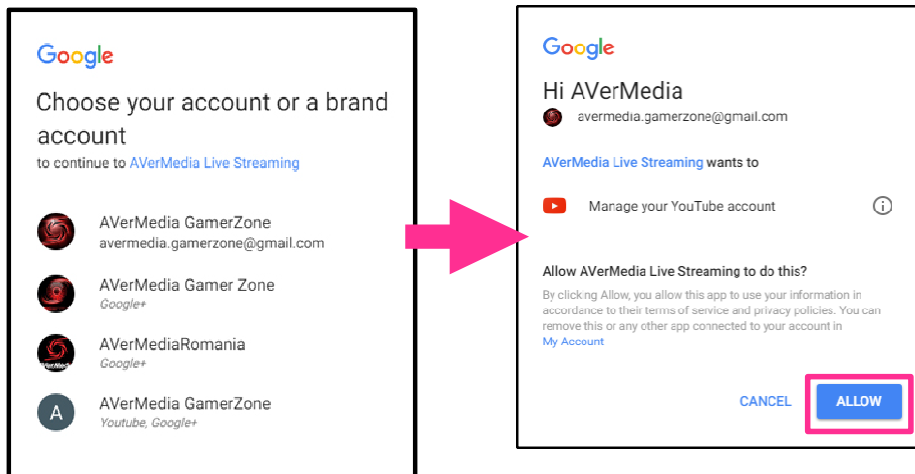 Google
Choose your account or a brand
account
to continue to AVerMedia Live Streaming
AVerMedia GamerZone
avermedia.gamerzone@gmail.com
AVerMedia Gamer Zone
Google+
AVerMediaRomania
Google+
A
AVerMedia GamerZone
Youtube, Google+
Google
Hi AVerMedia
avermedia.gamerzone@gmail.com
AVerMedia Live Streaming wants to
Manage your YouTube account
Allow AVerMedia Live Streaming to do this?
By clicking Allow, you allow this app to use your information in
accordance to their terms of service and privacy policies. You can
remove this or any other app connected to your account in
My Account
CANCEL
ALLOW